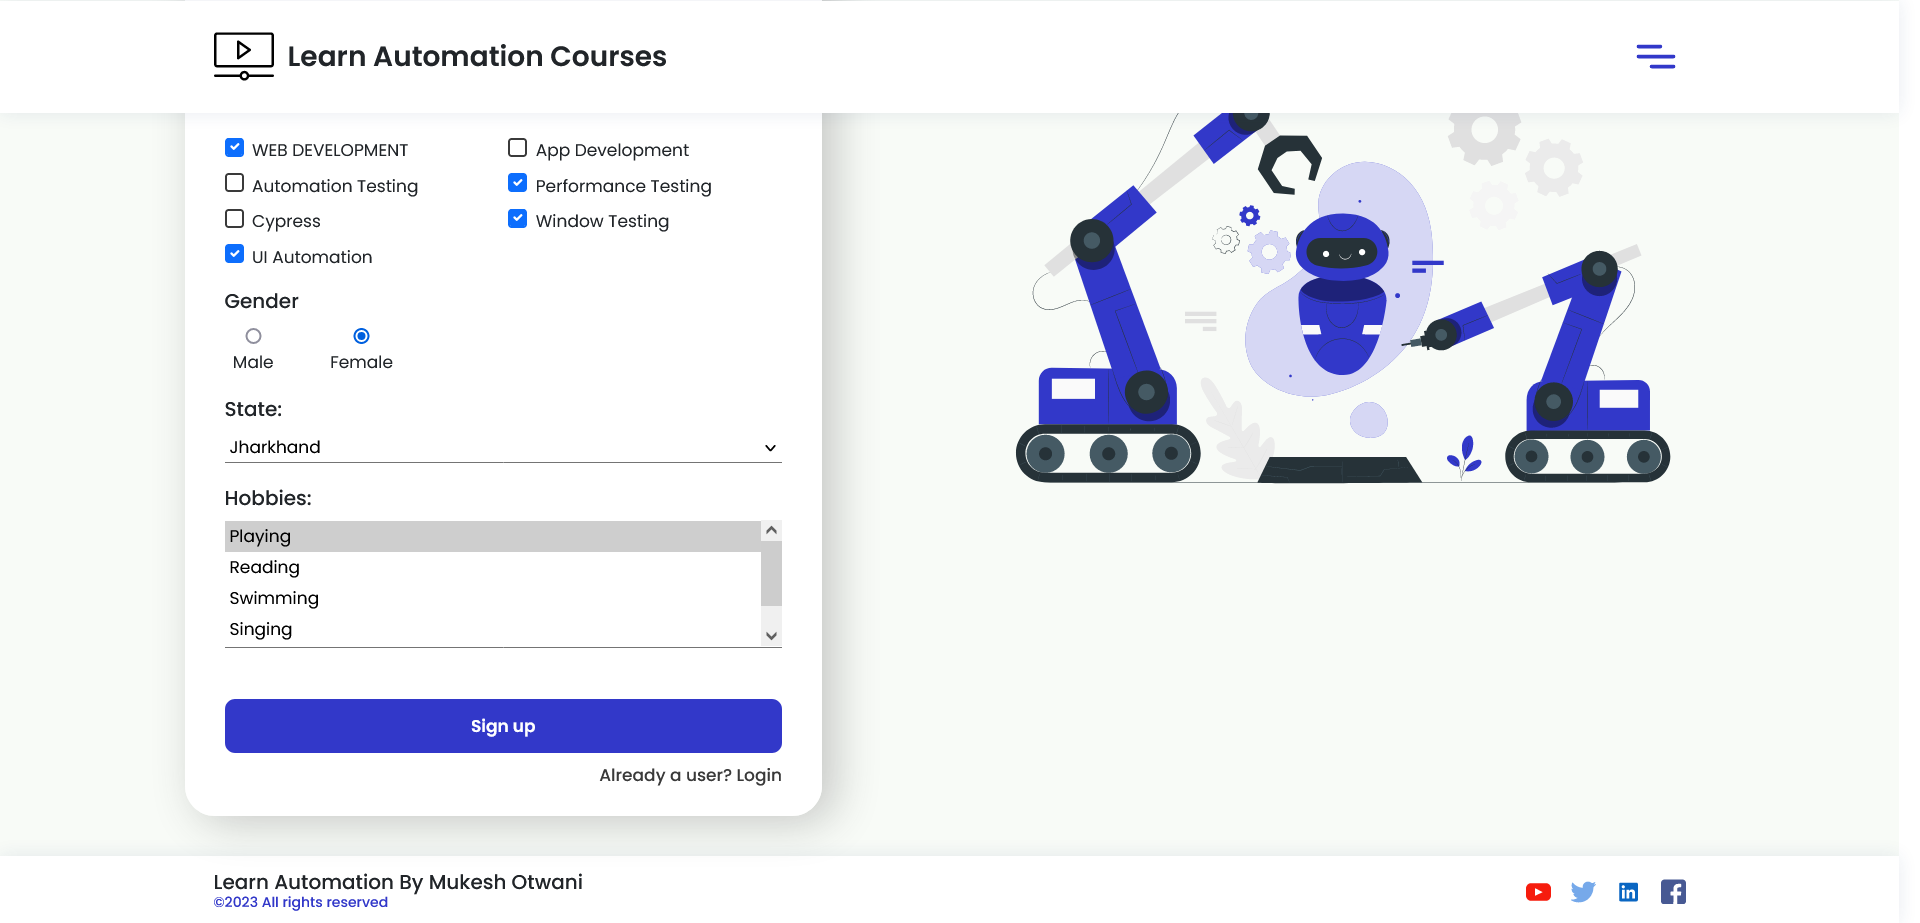 Learn Automation Courses
WEB DEVELOPMENT
App Development
Automation Testing
Performance Testing
Cypress
Window Testing
UI Automation
Gender
Male
Female
State:
Jharkhand
Hobbies:
Playing
Reading
Swimming
Singing
Sign up
Already a user? Login
Learn Automation By Mukesh Otwani
©2023 All rights reserved